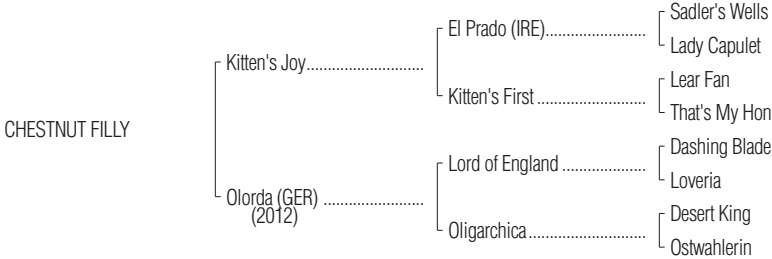 Sadler's Wells
El Prado (IRE)........................
Lady Capulet
Kitten's Joy............................
Lear Fan
Kitten's First ..........................
That's My Hon
CHESTNUT FILLY
Dashing Blade
Lord of England ....................
Loveria
Olorda (GER) ........................
(2012)
Desert King
Oligarchica............................
Ostwahlerin